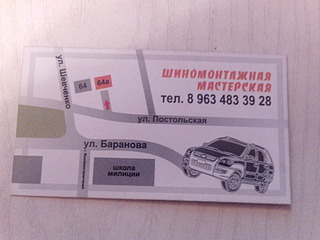 ШИНОМОНТАЖНАЯ
МАСТЕРСКАЯ
тел. 8 963 483 39 28
ул. Шевченко
64
64а
ул. Постольская
ул. Баранова
школа
милиции